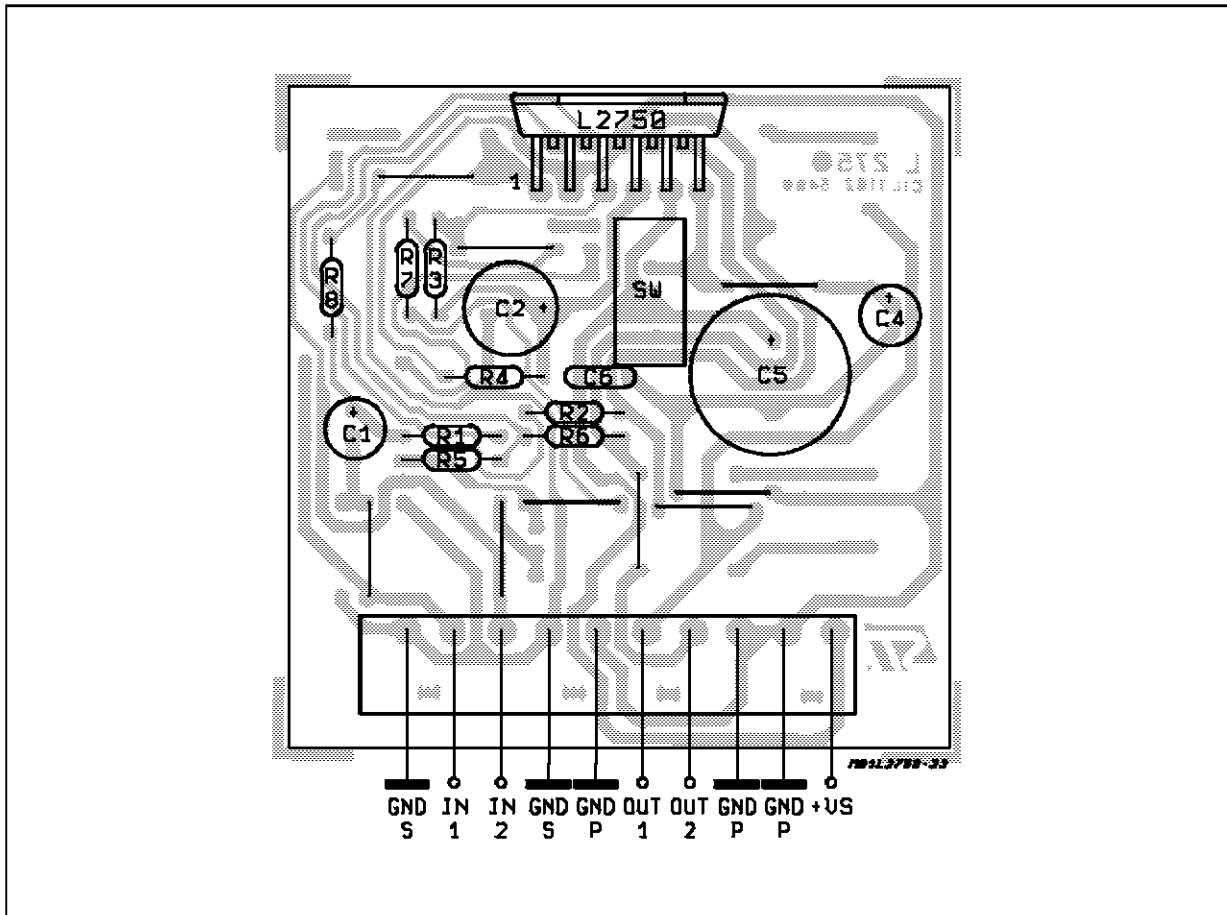 L2750
L 275
1
R8
R7
R3
C2
SW
C4
C5
R4
C6
R2
R6
C1
R1
R5
GND S
IN 1
IN 2
GND S
GND P
OUT 1
OUT 2
GND P
GND P
+VS